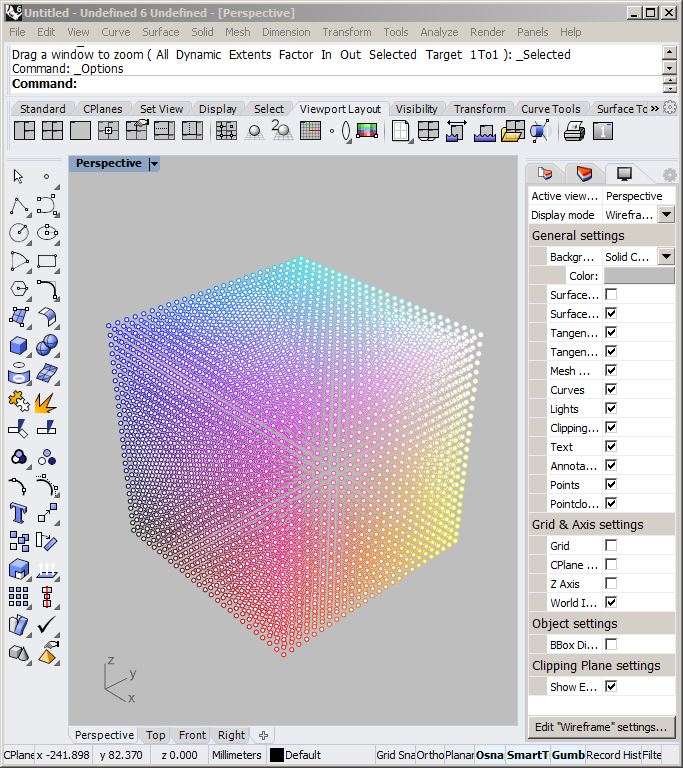 Untitled - Undefined 6 Undefined - [Perspective]
File Edit View Curve Surface Solid Mesh Dimension Transform Tools Analyze Render Panels Help
Drag a window to zoom ( All Dynamic Extents Factor In Out Selected Target 1To1 ): _Selected
Command: _Options
Command:
Standard CPlanes Set View Display Select Viewport Layout Visibility Transform Curve Tools Surface To
2
Perspective
Active view... Perspective
Display mode Wirefra...
General settings
Backgr... Solid C...
Color:
Surface...
Surface...
Tangen...
Tangen...
Mesh ...
Curves
Lights
Clipping...
Text
Annota...
Points
Pointclo...
Grid & Axis settings
Grid
CPlane ...
Z Axis
World I...
Object settings
BBox Di...
Clipping Plane settings
Show E...
Edit "Wireframe" settings...
z
y
x
Perspective Top Front Right
CPlane x -241.898 y 82.370 z 0.000 Millimeters Default Grid Sna Ortho Planar Osna SmartT Gumb Record Hist Filte